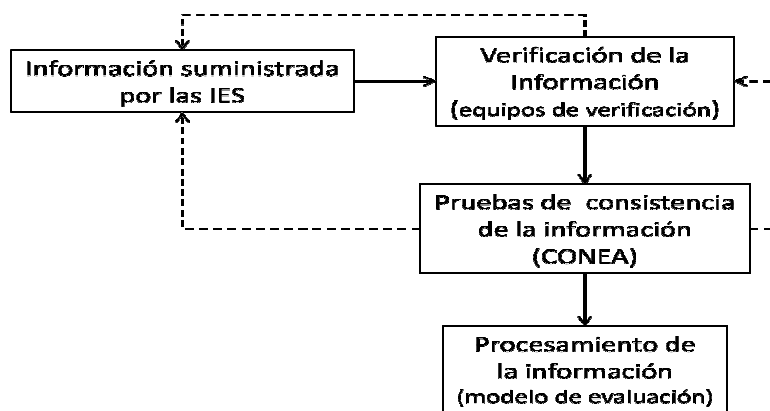 Información suministrada
por las IES
Verificación de la
Información
(equipos de verificación)
Pruebas de consistencia
de la información
(CONEA)
Procesamiento de
la información
(modelo de evaluación)